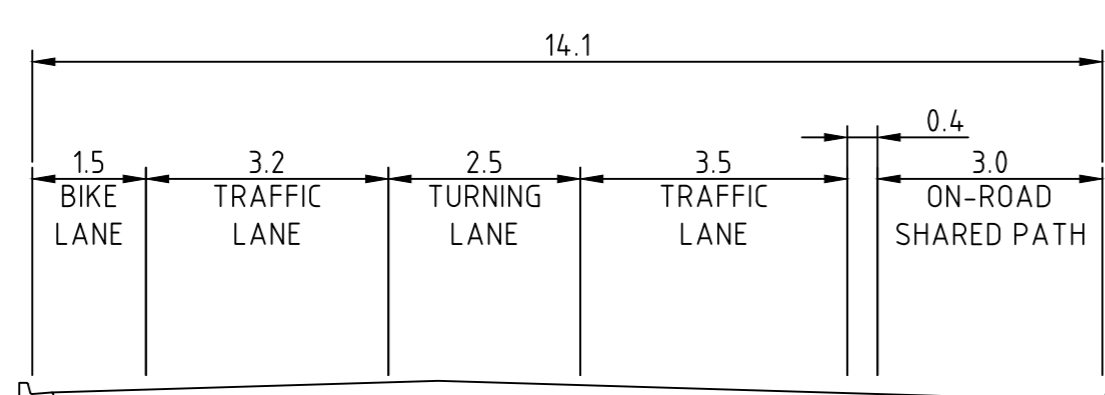 14.1
0.4
1.5 3.2 2.5 3.5 3.0
BIKE TRAFFIC TURNING TRAFFIC ON-ROAD
LANE LANE LANE LANE SHARED PATH